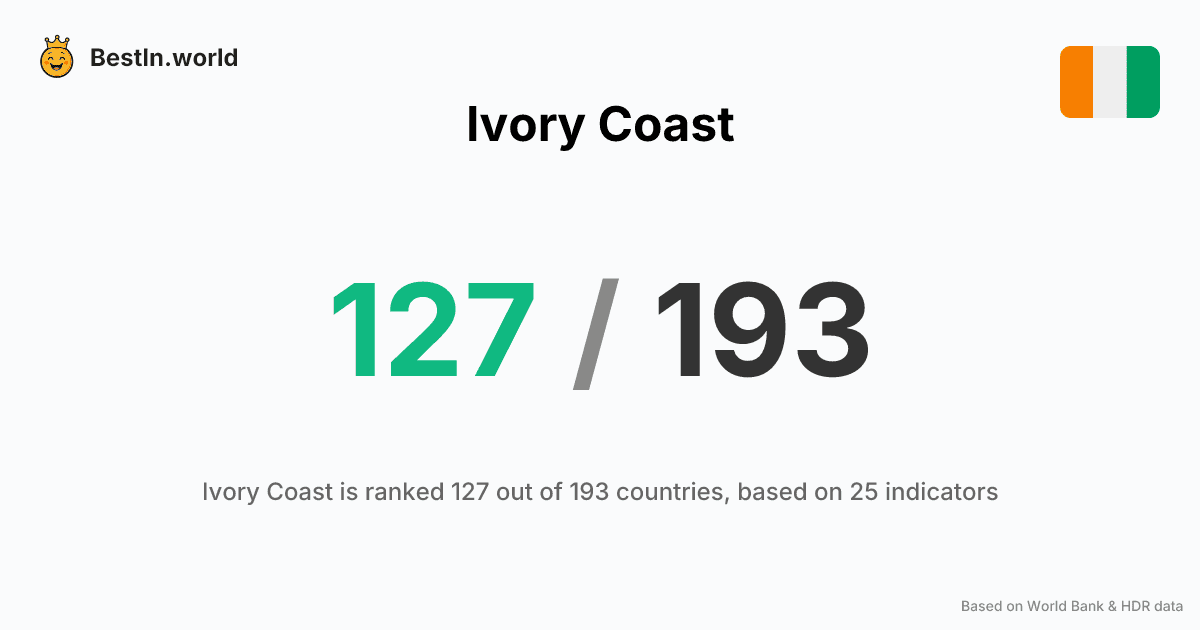 BestIn.world
Ivory Coast
127 / 193
Ivory Coast is ranked 127 out of 193 countries, based on 25 indicators
Based on World Bank & HDR data